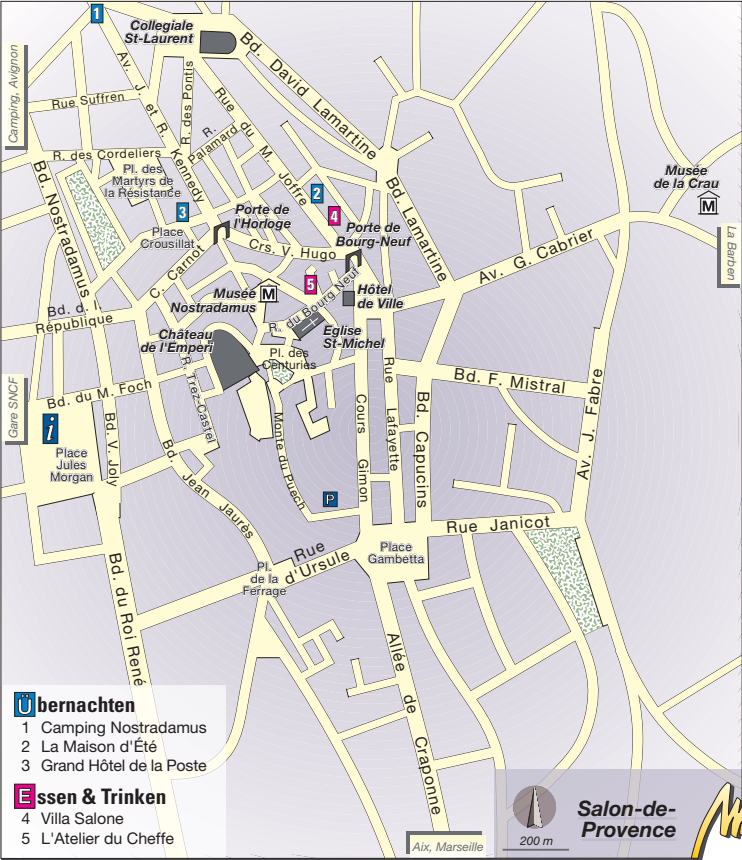 1
Collegiale
St-Laurent
Bd. David Lamartine
Camping, Avignon
Av. J. et R. Kennedy
R. des Pontis
Rue Suffren
Rue du M. Joffre
R. Palamard
R. des Cordeliers
Pl. des
Martyrs de
la Résistance
Bd. Nostradamus
2
3
4
Musée
de la Crau
M
Bd. Lamartine
Porte de
l'Horloge
Porte de
Bourg-Neuf
Place
Crousillat
Crs. V. Hugo
Av. G. Cabrier
La Barben
C. Carnot
5
Musée
Nostradamus
M
R. du Bourg Neuf
Hôtel
de Ville
Bd. d. l.
République
Château
de l'Emperi
Eglise
St-Michel
Pl. des
Centuries
R. Trez-Castel
Rue Lafayette
Bd. F. Mistral
Bd. du M. Foch
Gare SNCF
Av. J. Fabre
Bd. Capucins
Cours Gimon
Monte du Puech
i
Place
Jules
Morgan
Bd. V. Joly
Bd. Jean Jaurès
P
Rue Janicot
Rue
d'Ursule
Place
Gambetta
Pl.
de la
Ferrage
Bd. du Roi René
Allée de Craponne
Übernachten
1 Camping Nostradamus
2 La Maison d'Été
3 Grand Hôtel de la Poste
Essen & Trinken
4 Villa Salone
5 L'Atelier du Cheffe
Aix, Marseille
200 m
Salon-de-
Provence